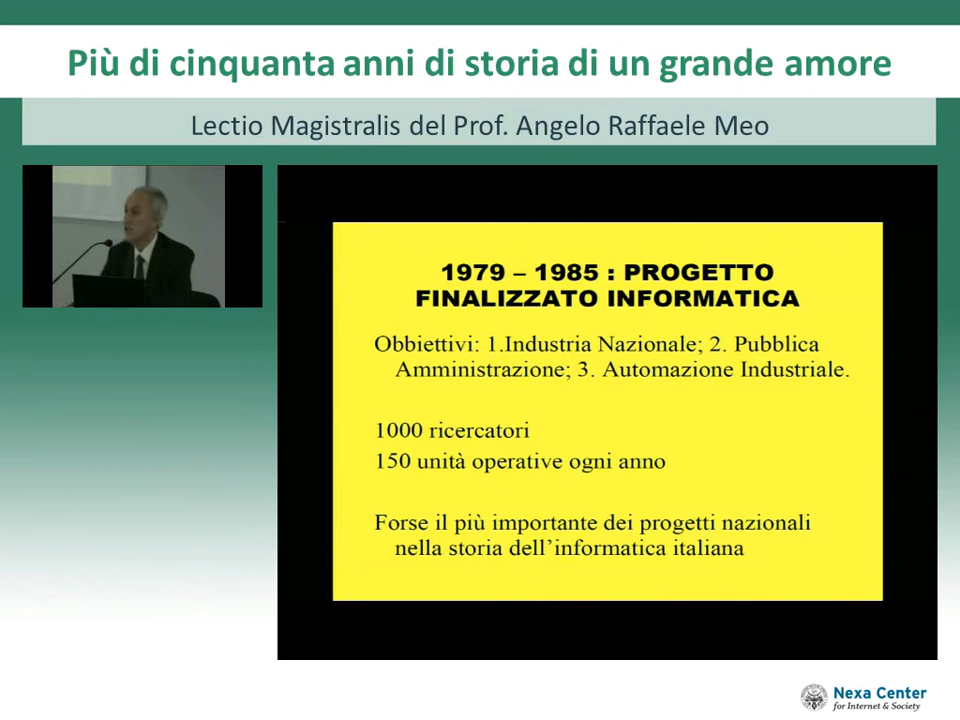 Più di cinquanta anni di storia di un grande amore
Lectio Magistralis del Prof. Angelo Raffaele Meo
1979 – 1985 : PROGETTO
FINALIZZATO INFORMATICA
Obbiettivi: 1.Industria Nazionale; 2. Pubblica
Amministrazione; 3. Automazione Industriale.
1000 ricercatori
150 unità operative ogni anno
Forse il più importante dei progetti nazionali
nella storia dell'informatica italiana
Nexa Center
for Internet & Society